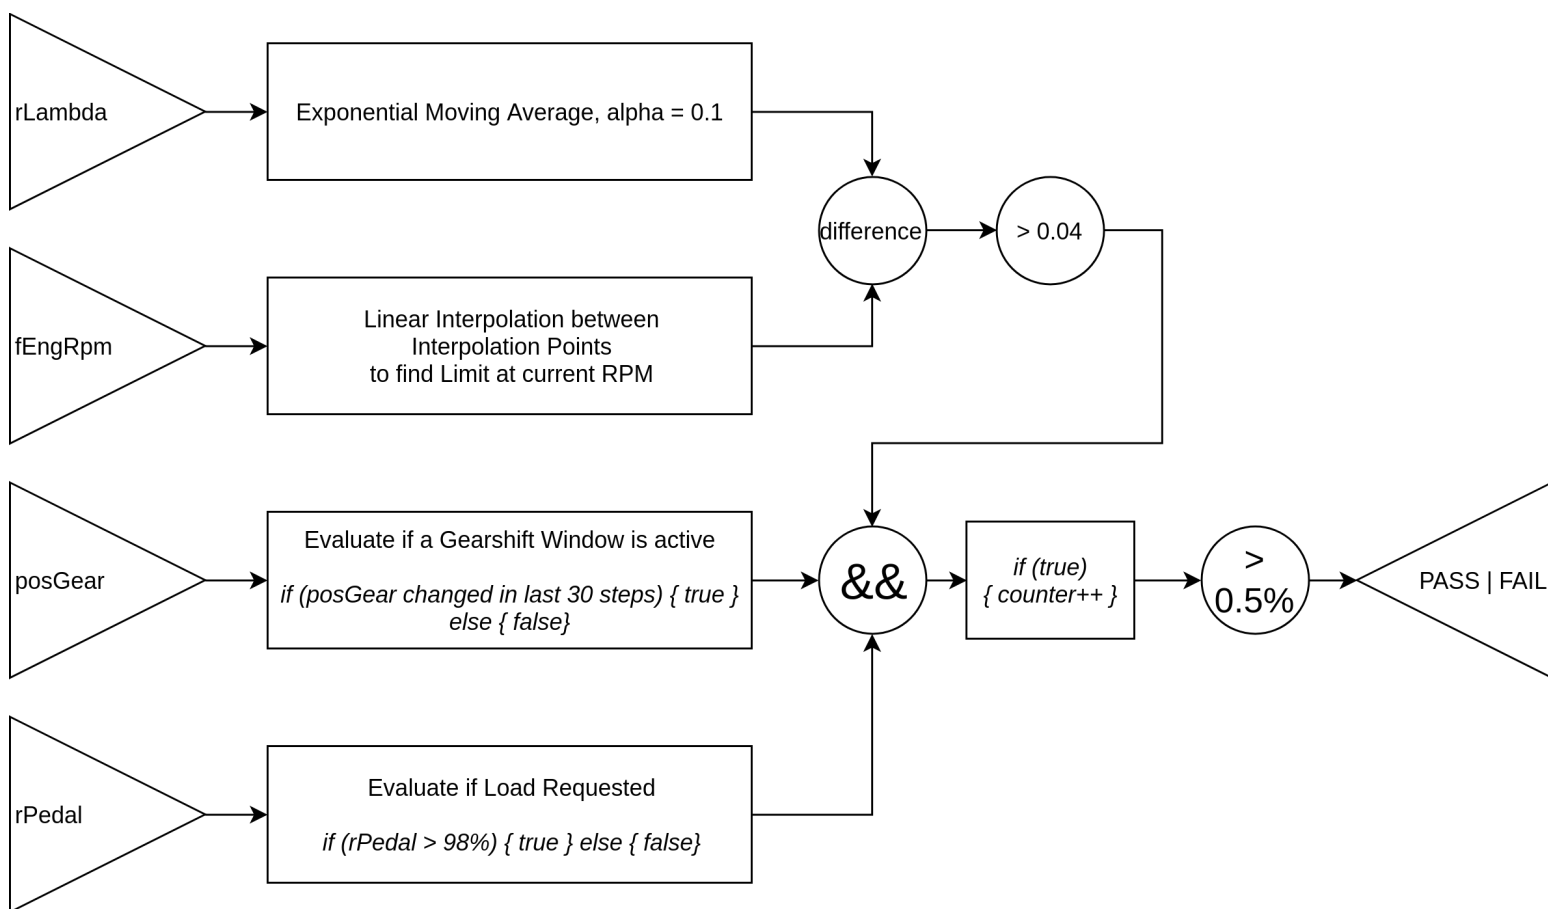 rLambda
Exponential Moving Average, alpha = 0.1
difference
> 0.04
fEngRpm
Linear Interpolation between
Interpolation Points
to find Limit at current RPM
posGear
Evaluate if a Gearshift Window is active
if (posGear changed in last 30 steps) { true }
else { false}
&&
if (true)
{ counter++ }
>
0.5%
PASS | FAIL
rPedal
Evaluate if Load Requested
if (rPedal > 98%) { true } else { false}